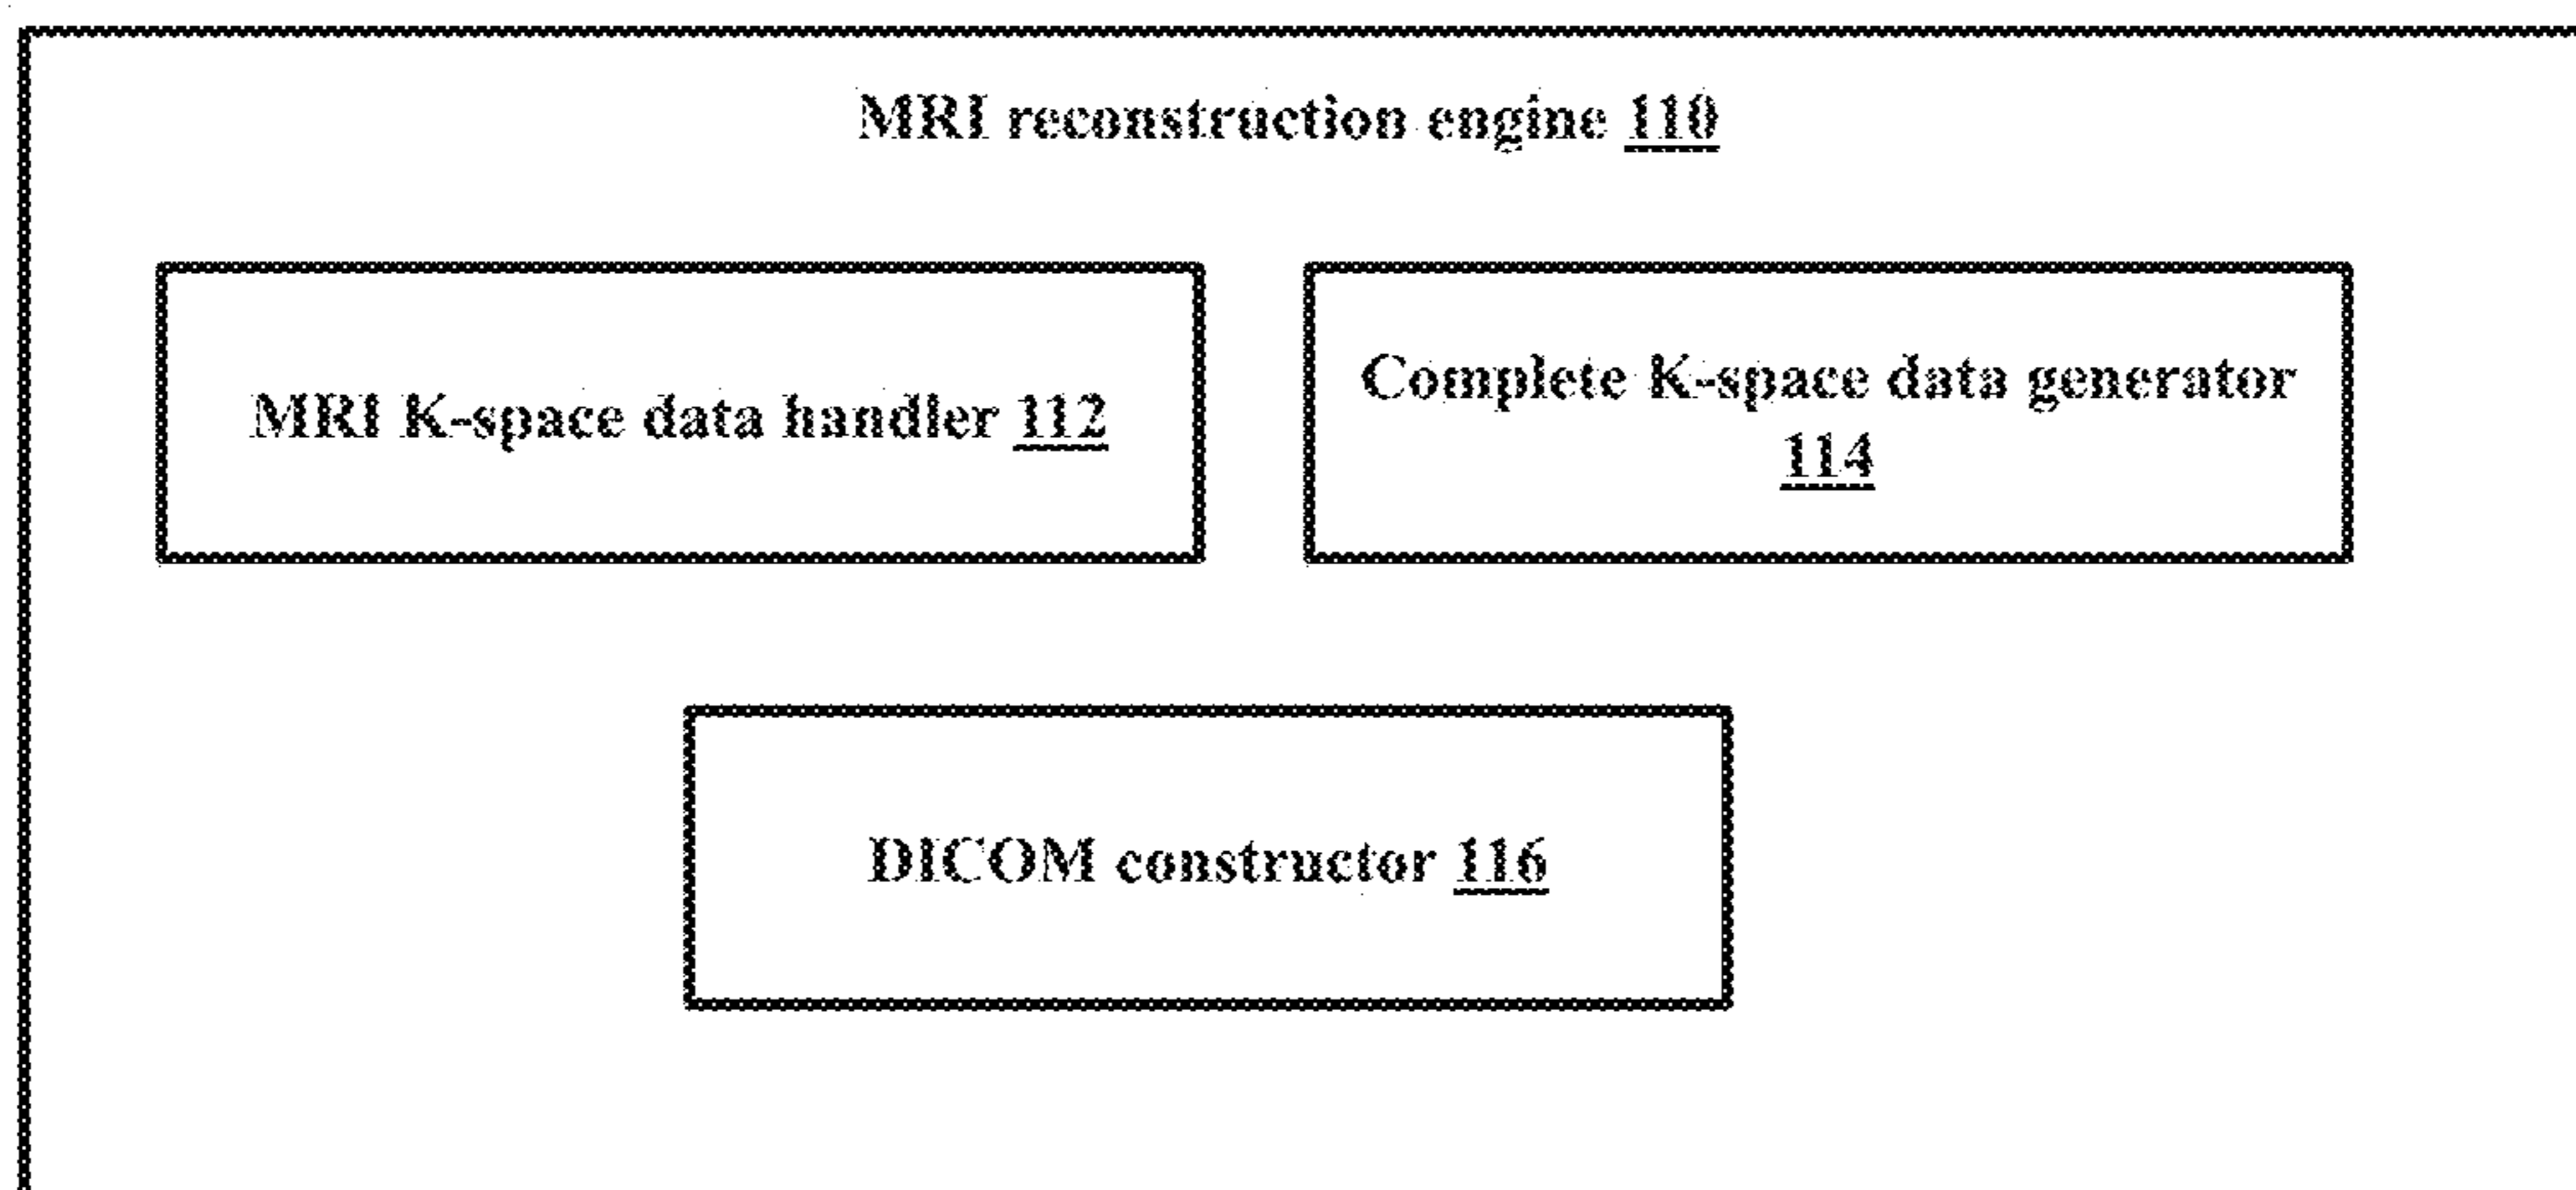 MRI reconstruction engine 110
MRI K-space data handler 112
Complete K-space data generator
114
DICOM constructor 116